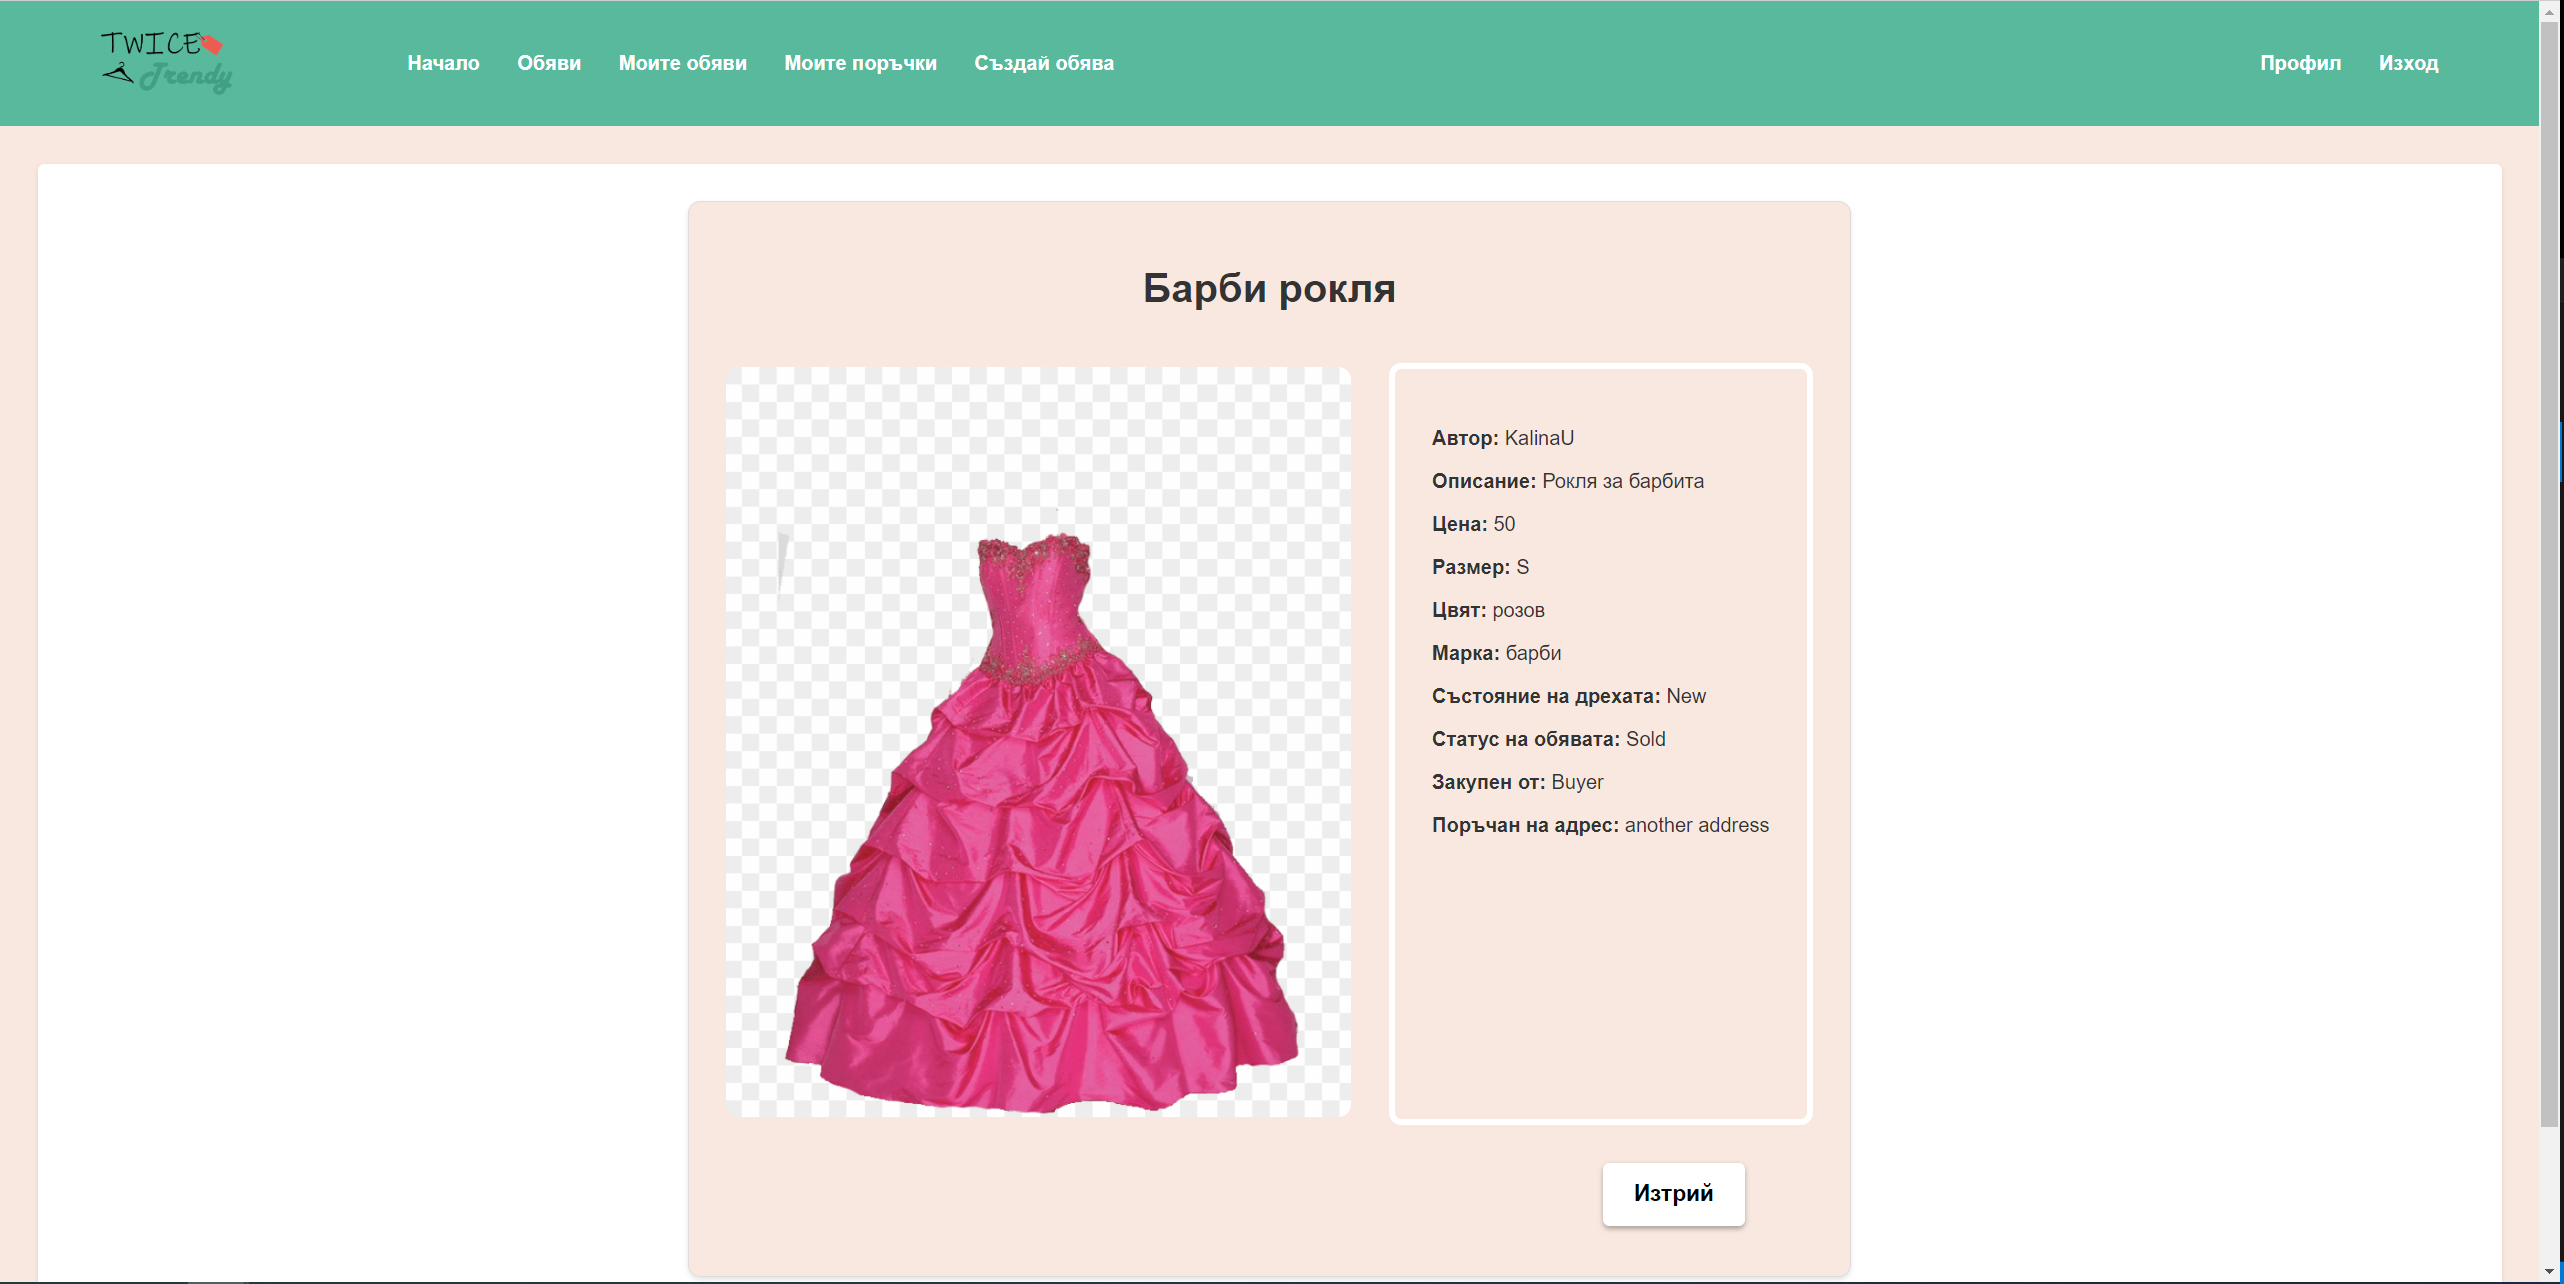 TWICE
Trendy
Начало Обяви Моите обяви Моите поръчки Създай обява Профил Изход
Барби рокля
Автор: KalinaU
Описание: Рокля за барбита
Цена: 50
Размер: S
Цвят: розов
Марка: барби
Състояние на дрехата: New
Статус на обявата: Sold
Закупен от: Buyer
Поръчан на адрес: another address
Изтрий